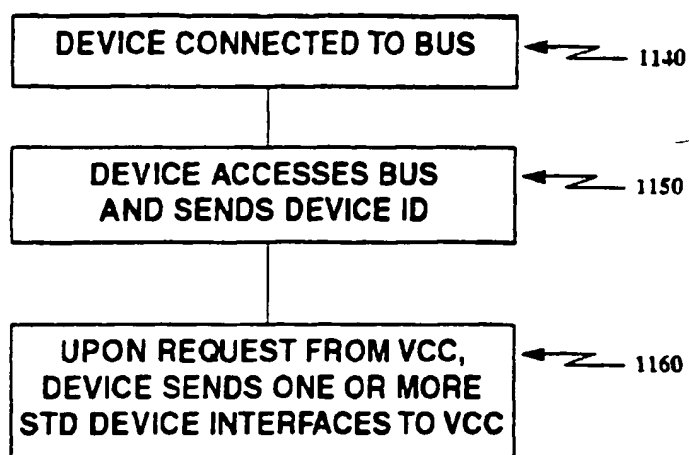 DEVICE CONNECTED TO BUS
1140
DEVICE ACCESSES BUS
AND SENDS DEVICE ID
1150
UPON REQUEST FROM VCC,
DEVICE SENDS ONE OR MORE
STD DEVICE INTERFACES TO VCC
1160